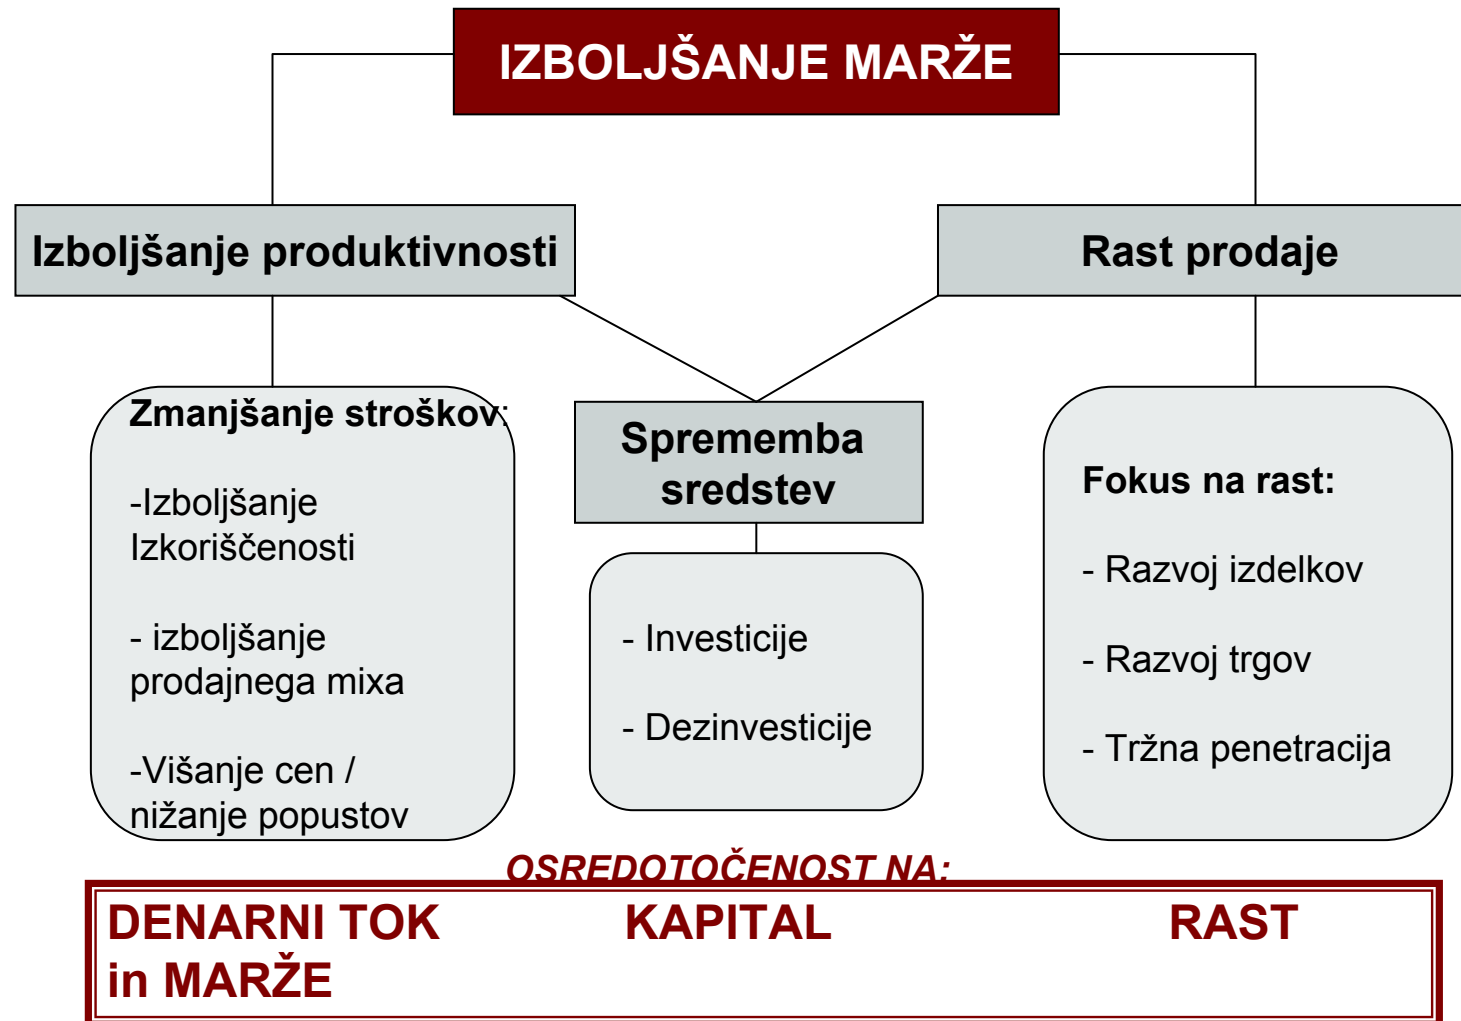 IZBOLJŠANJE MARŽE
Izboljšanje produktivnosti
Rast prodaje
Zmanjšanje stroškov:
-Izboljšanje
Izkoriščenosti
- izboljšanje
prodajnega mixa
-Višanje cen /
nižanje popustov
Sprememba
sredstev
- Investicije
- Dezinvesticije
Fokus na rast:
- Razvoj izdelkov
- Razvoj trgov
- Tržna penetracija
OSREDOTOČENOST NA:
DENARNI TOK KAPITAL RAST
in MARŽE